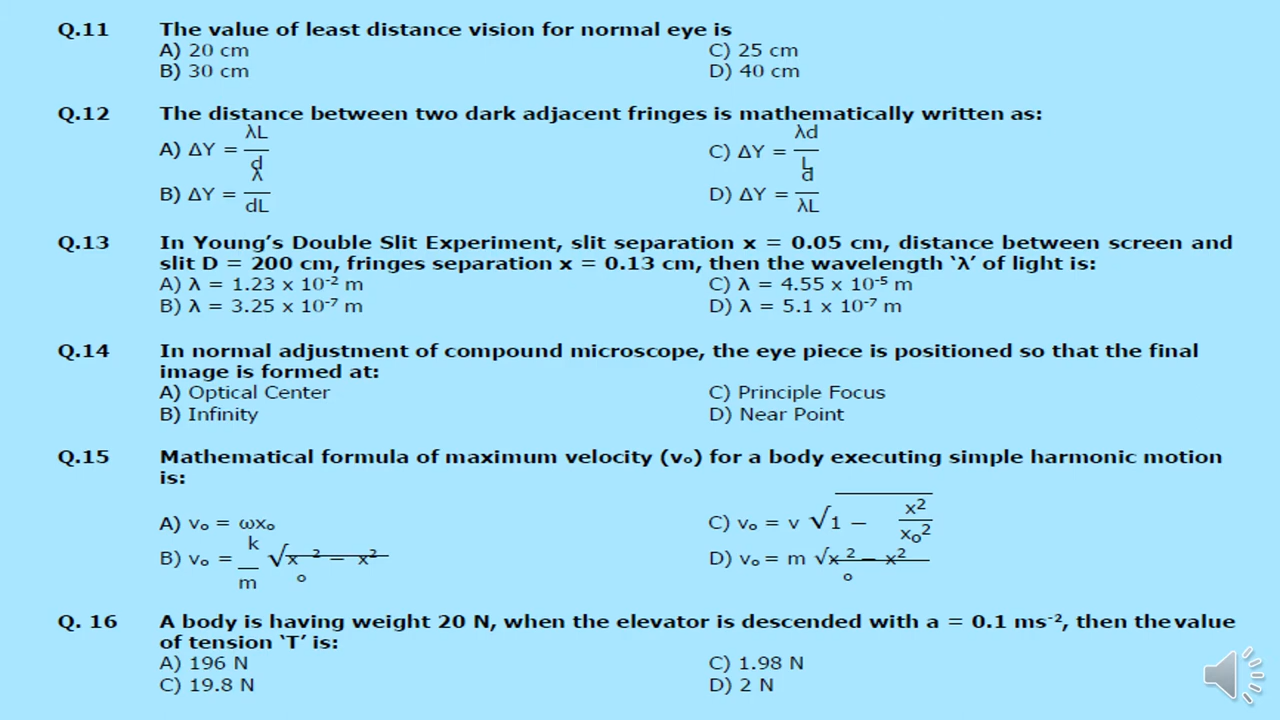 Q.11 The value of least distance vision for normal eye is
A) 20 cm C) 25 cm
B) 30 cm D) 40 cm
Q.12 The distance between two dark adjacent fringes is mathematically written as:
A) ΔY = λL/d C) ΔY = λd/L
B) ΔY = λ/dL D) ΔY = d/λL
Q.13 In Young's Double Slit Experiment, slit separation x = 0.05 cm, distance between screen and
slit D = 200 cm, fringes separation x = 0.13 cm, then the wavelength ‘λ’ of light is:
A) λ = 1.23 x 10⁻² m C) λ = 4.55 x 10⁻⁵ m
B) λ = 3.25 x 10⁻⁷ m D) λ = 5.1 x 10⁻⁷ m
Q.14 In normal adjustment of compound microscope, the eye piece is positioned so that the final
image is formed at:
A) Optical Center C) Principle Focus
B) Infinity D) Near Point
Q.15 Mathematical formula of maximum velocity (vₒ) for a body executing simple harmonic motion
is:
A) vₒ = ωxₒ C) vₒ = v √1 − x²/xₒ²
B) vₒ = k/m √xₒ² − x² D) vₒ = m √xₒ² − x²
Q. 16 A body is having weight 20 N, when the elevator is descended with a = 0.1 ms⁻², then the value
of tension ‘T’ is:
A) 196 N C) 1.98 N
C) 19.8 N D) 2 N